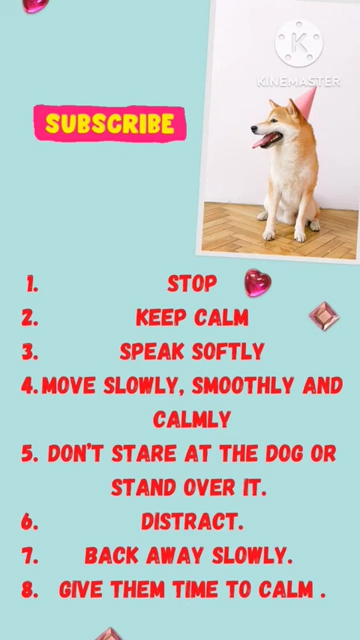 K
KINEMASTER
SUBSCRIBE
1. STOP
2. KEEP CALM
3. SPEAK SOFTLY
4. MOVE SLOWLY, SMOOTHLY AND
CALMLY
5. DON'T STARE AT THE DOG OR
STAND OVER IT.
6. DISTRACT.
7. BACK AWAY SLOWLY.
8. GIVE THEM TIME TO CALM .